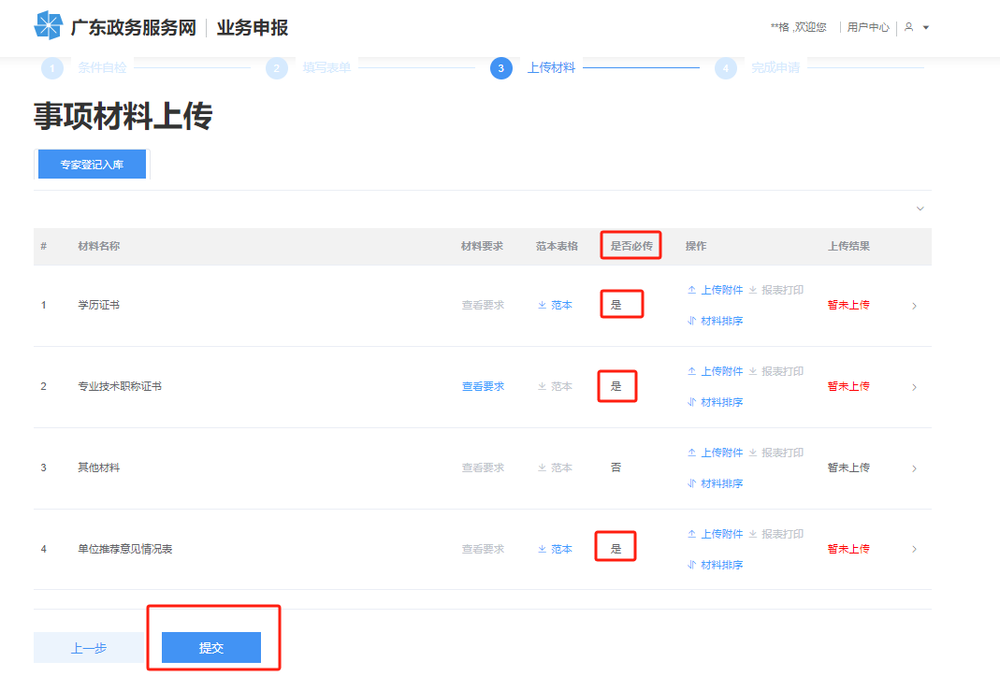 广东政务服务网 业务申报 **格 ,欢迎您 用户中心
1 条件自检 2 填写表单 3 上传材料 4 完成申请
事项材料上传
专家登记入库
# 材料名称 材料要求 范本表格 是否必传 操作 上传结果
1 学历证书 查看要求 范本 是 上传附件 报表打印 暂未上传
材料排序
2 专业技术职称证书 查看要求 范本 是 上传附件 报表打印 暂未上传
材料排序
3 其他材料 查看要求 范本 否 上传附件 报表打印 暂未上传
材料排序
4 单位推荐意见情况表 查看要求 范本 是 上传附件 报表打印 暂未上传
材料排序
上一步 提交